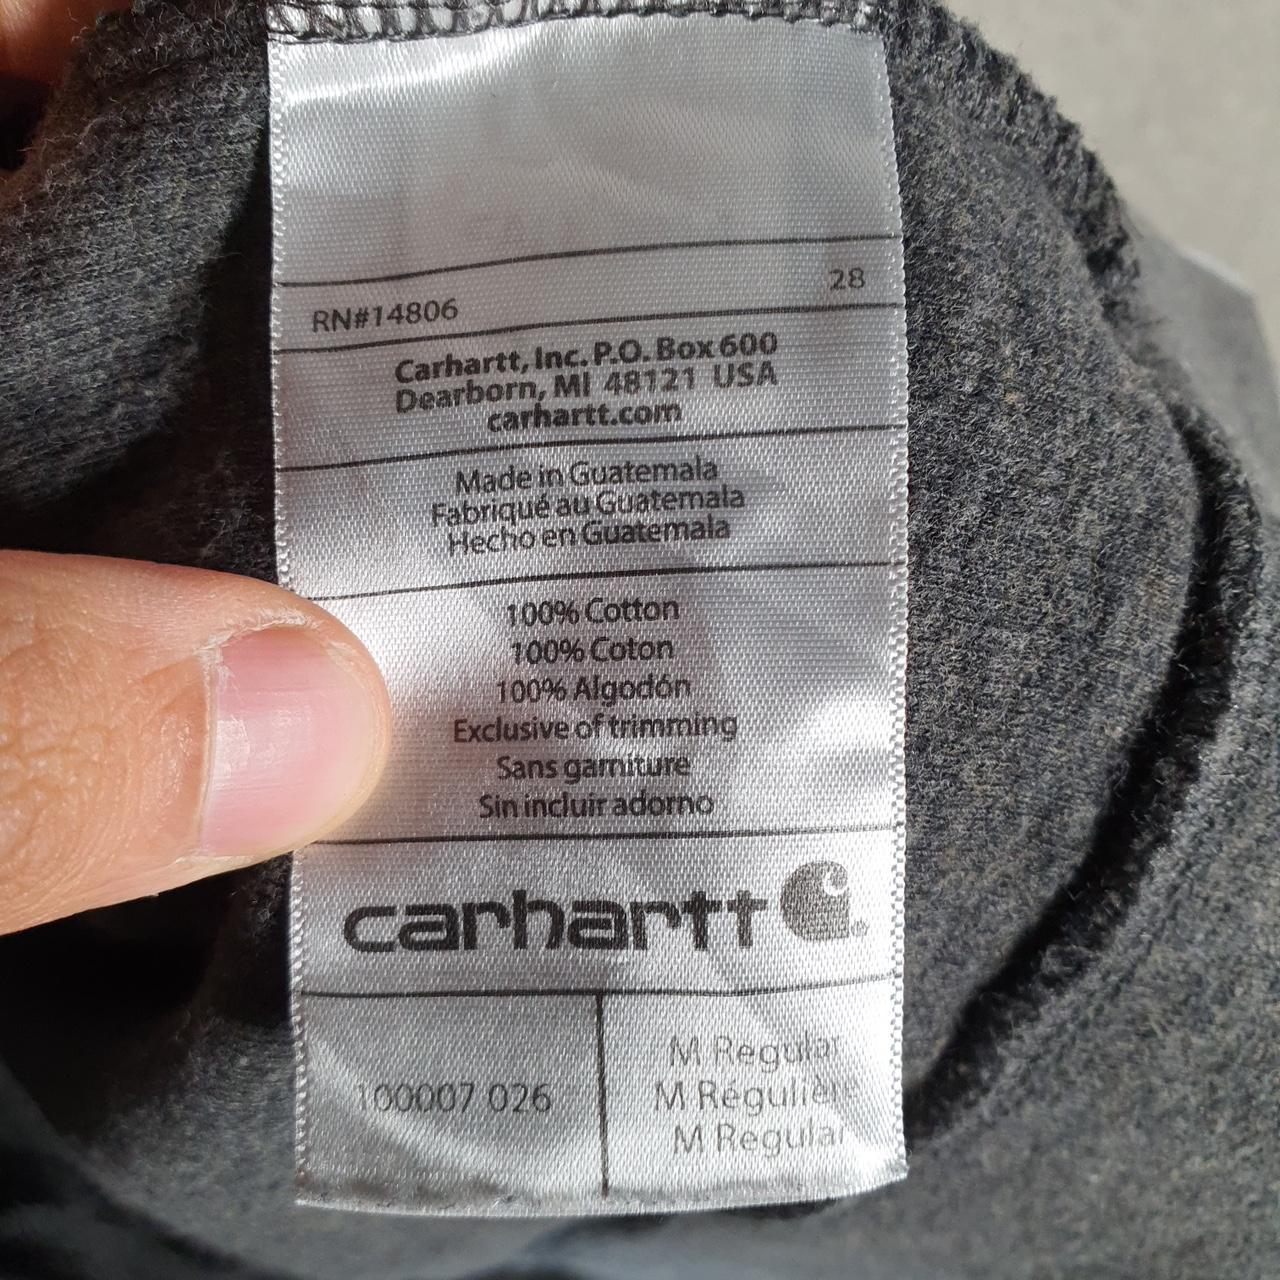 28
RN#14806
Carhartt, Inc. P.O. Box 600
Dearborn, MI 48121 USA
carhartt.com
Made in Guatemala
Fabriqué au Guatemala
Hecho en Guatemala
100% Cotton
100% Coton
100% Algodón
Exclusive of trimming
Sans garniture
Sin incluir adorno
carhartt
100007 026
M Regular
M Régulière
M Regular